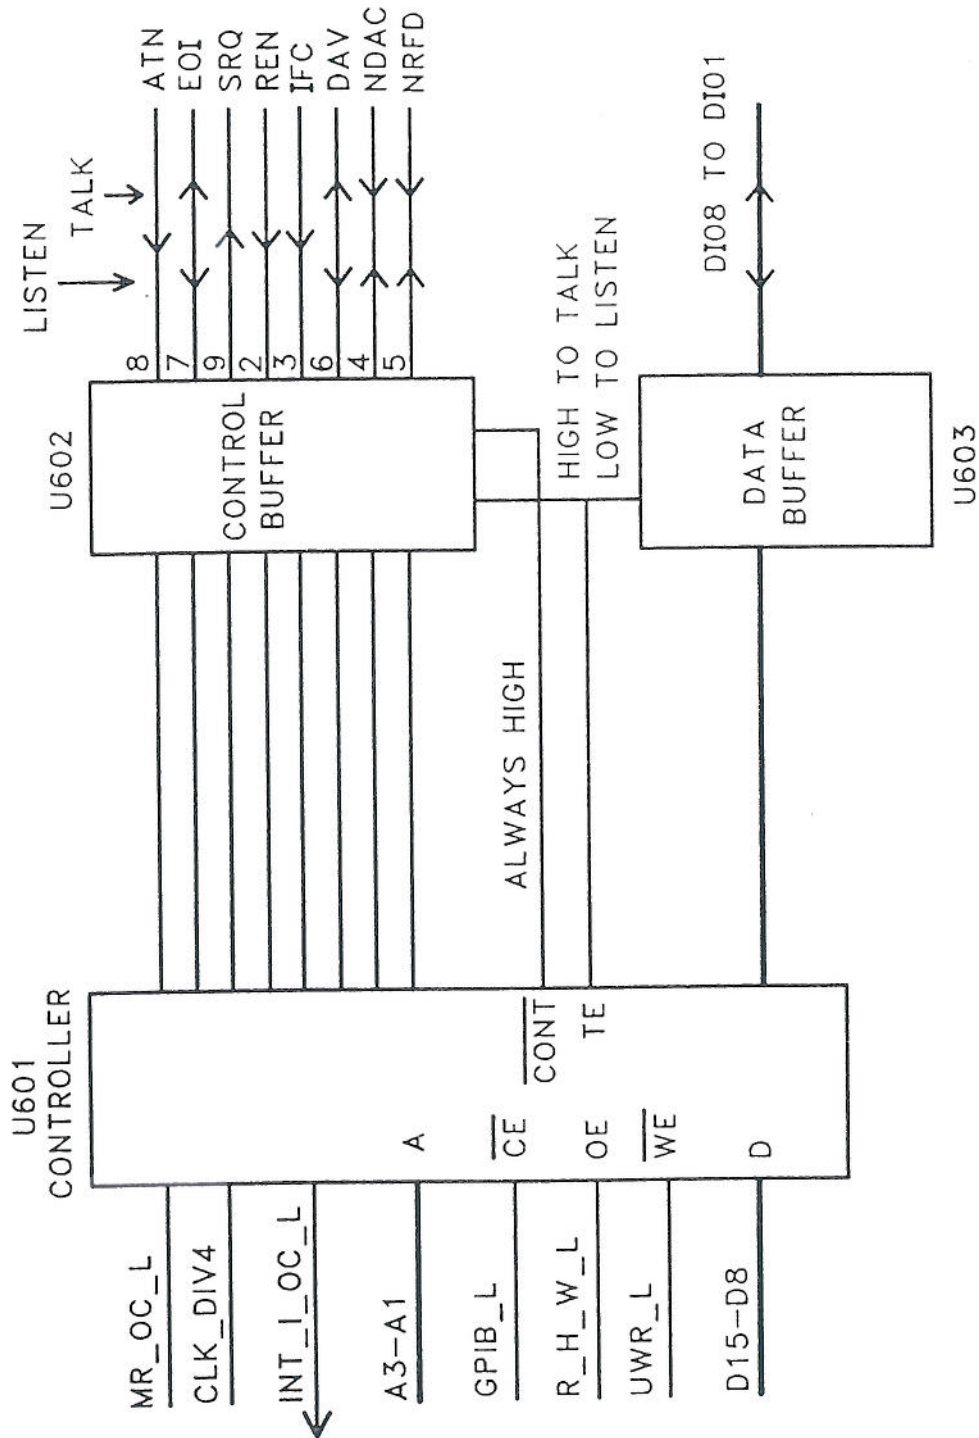 U601
CONTROLLER
MR_OC_L
CLK_DIV4
INT_I_OC_L
A3-A1
GPIB_L
R_H_W_L
UWR_L
D15-D8
A
CE
OE
WE
D
CONT
TE
ALWAYS HIGH
U602
CONTROL
BUFFER
8
7
9
2
3
6
4
5
LISTEN
TALK
ATN
EOI
SRQ
REN
IFC
DAV
NDAC
NRFD
HIGH TO TALK
LOW TO LISTEN
DATA
BUFFER
U603
DIO8 TO DIO1